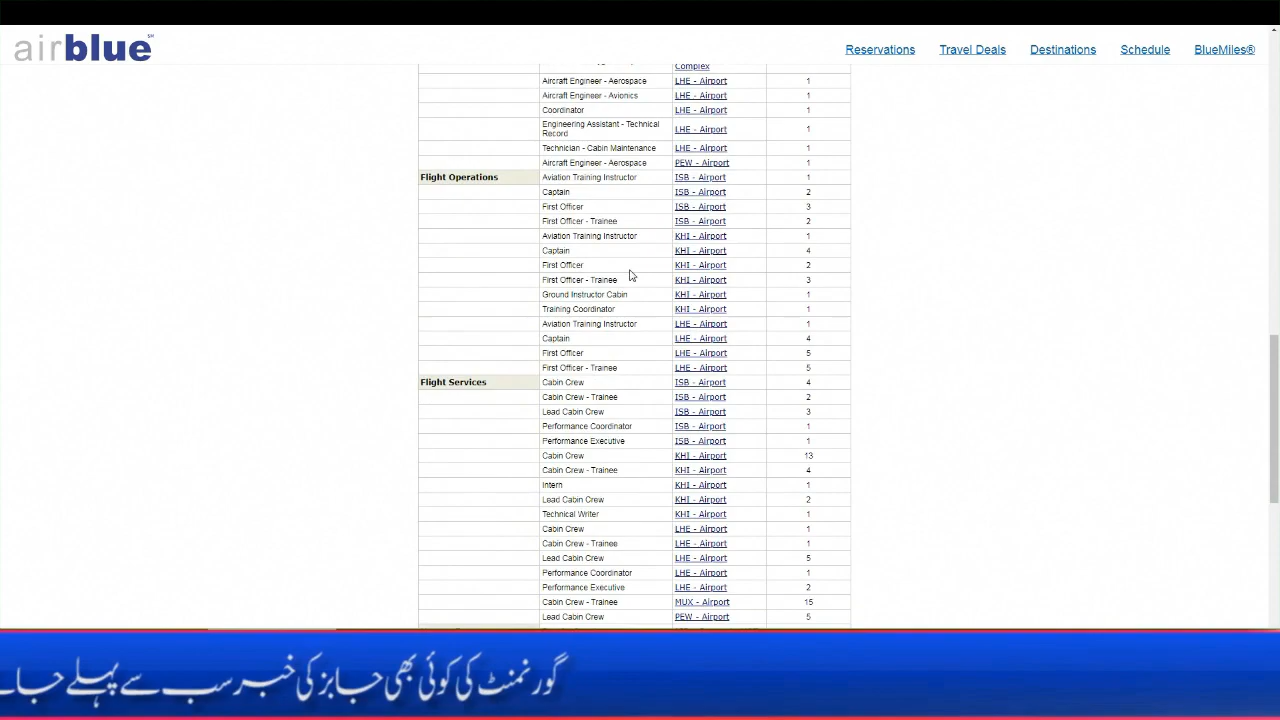 airblue
Reservations Travel Deals Destinations Schedule BlueMiles®
Complex
Aircraft Engineer - Aerospace LHE - Airport 1
Aircraft Engineer - Avionics LHE - Airport 1
Coordinator LHE - Airport 1
Engineering Assistant - Technical
Record LHE - Airport 1
Technician - Cabin Maintenance LHE - Airport 1
Aircraft Engineer - Aerospace PEW - Airport 1
Flight Operations Aviation Training Instructor ISB - Airport 1
Captain ISB - Airport 2
First Officer ISB - Airport 3
First Officer - Trainee ISB - Airport 2
Aviation Training Instructor KHI - Airport 1
Captain KHI - Airport 4
First Officer KHI - Airport 2
First Officer - Trainee KHI - Airport 3
Ground Instructor Cabin KHI - Airport 1
Training Coordinator KHI - Airport 1
Aviation Training Instructor LHE - Airport 1
Captain LHE - Airport 4
First Officer LHE - Airport 5
First Officer - Trainee LHE - Airport 5
Flight Services Cabin Crew ISB - Airport 4
Cabin Crew - Trainee ISB - Airport 2
Lead Cabin Crew ISB - Airport 3
Performance Coordinator ISB - Airport 1
Performance Executive ISB - Airport 1
Cabin Crew KHI - Airport 13
Cabin Crew - Trainee KHI - Airport 4
Intern KHI - Airport 1
Lead Cabin Crew KHI - Airport 2
Technical Writer KHI - Airport 1
Cabin Crew LHE - Airport 1
Cabin Crew - Trainee LHE - Airport 1
Lead Cabin Crew LHE - Airport 5
Performance Coordinator LHE - Airport 1
Performance Executive LHE - Airport 2
Cabin Crew - Trainee MUX - Airport 15
Lead Cabin Crew PEW - Airport 5
گورنمنٹ کی کوئی بھی جابز کی خبر سب سے پہلے جا